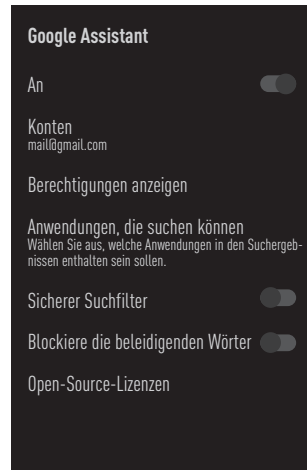 Google Assistant
An
Konten
mail@gmail.com
Berechtigungen anzeigen
Anwendungen, die suchen können
Wählen Sie aus, welche Anwendungen in den Suchergeb-
nissen enthalten sein sollen.
Sicherer Suchfilter
Blockiere die beleidigenden Wörter
Open-Source-Lizenzen